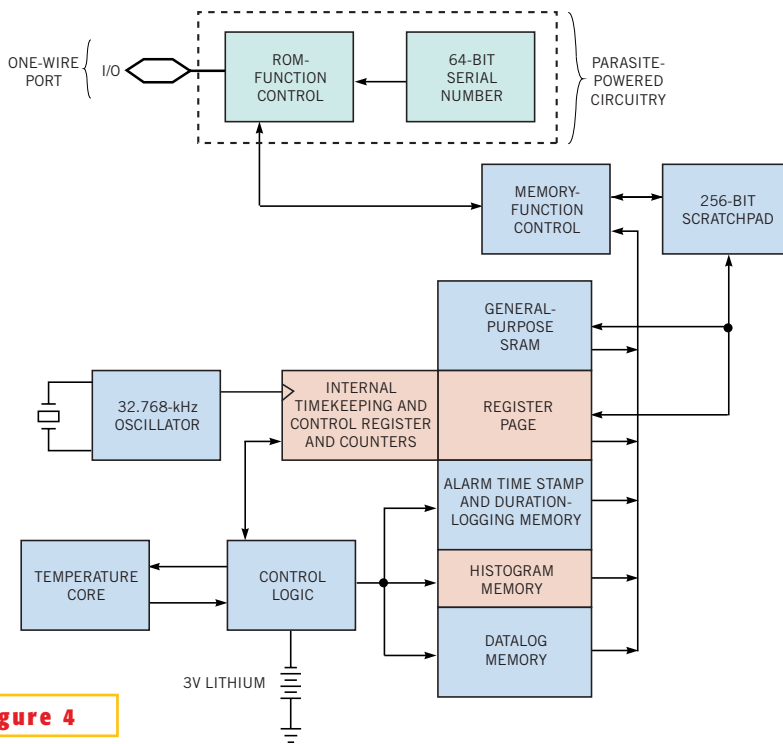 ONE-WIRE
PORT
I/O
ROM-
FUNCTION
CONTROL
64-BIT
SERIAL
NUMBER
PARASITE-
POWERED
CIRCUITRY
MEMORY-
FUNCTION
CONTROL
256-BIT
SCRATCHPAD
GENERAL-
PURPOSE
SRAM
32.768-kHz
OSCILLATOR
INTERNAL
TIMEKEEPING AND
CONTROL REGISTER
AND COUNTERS
REGISTER
PAGE
ALARM TIME STAMP
AND DURATION-
LOGGING MEMORY
TEMPERATURE
CORE
CONTROL
LOGIC
HISTOGRAM
MEMORY
DATALOG
MEMORY
3V LITHIUM
gure 4